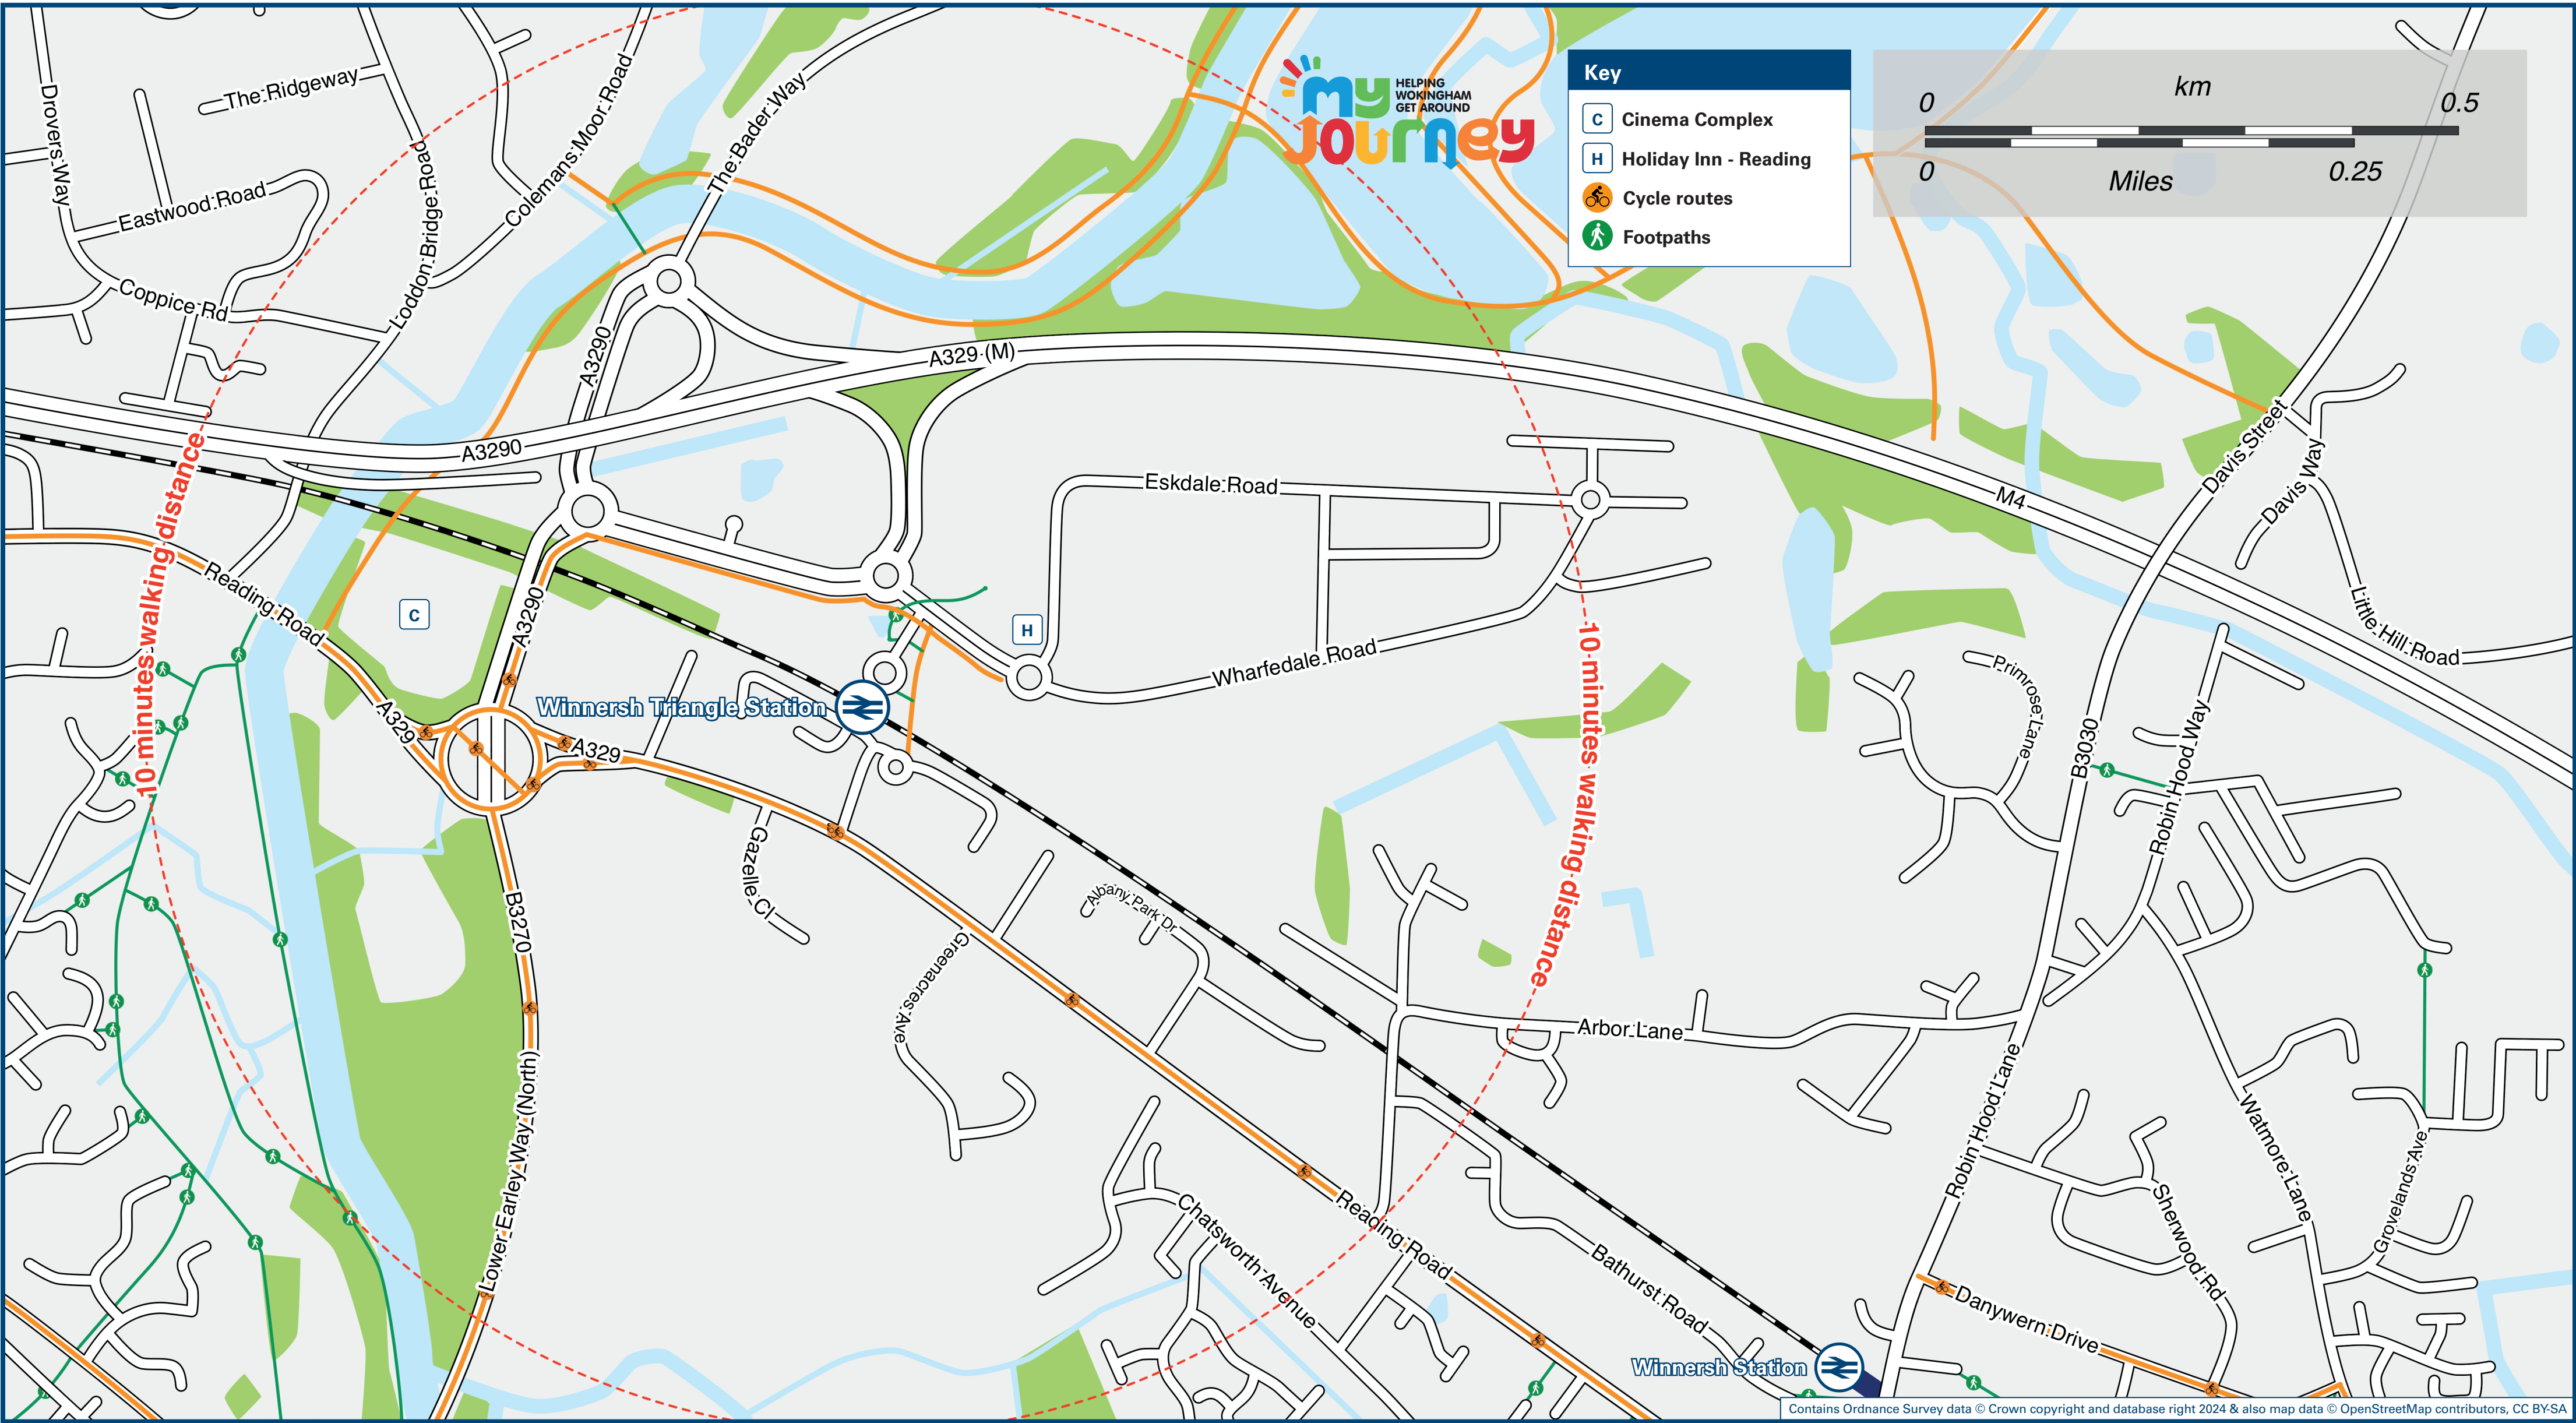 my
HELPING
WOKINGHAM
GET AROUND
JOURNEY
Key
C Cinema Complex
H Holiday Inn - Reading
Cycle routes
Footpaths
km
0 0.5
0 0.25
Miles
Drovers Way
The Ridgeway
Eastwood Road
Coppice Rd
Loddon Bridge Road
Colemans Moor Road
The Bader Way
A3290
A329 (M)
A3290
A3290
Reading Road
10 minutes walking distance
C
A329
A329
Winnersh Triangle Station
H
Eskdale Road
Wharfedale Road
10 minutes walking distance
M4
Davis Street
Davis Way
Little Hill Road
Primrose Lane
B3030
Robin Hood Way
Gazelle Cl
B3270
Lower Earley Way (North)
Greenacres Ave
Albany Park Dr
Arbor Lane
Robin Hood Lane
Watmore Lane
Grovelands Ave
Sherwood Rd
Chatsworth Avenue
Reading Road
Bathurst Road
Danywern Drive
Winnersh Station
Contains Ordnance Survey data © Crown copyright and database right 2024 & also map data © OpenStreetMap contributors, CC BY-SA